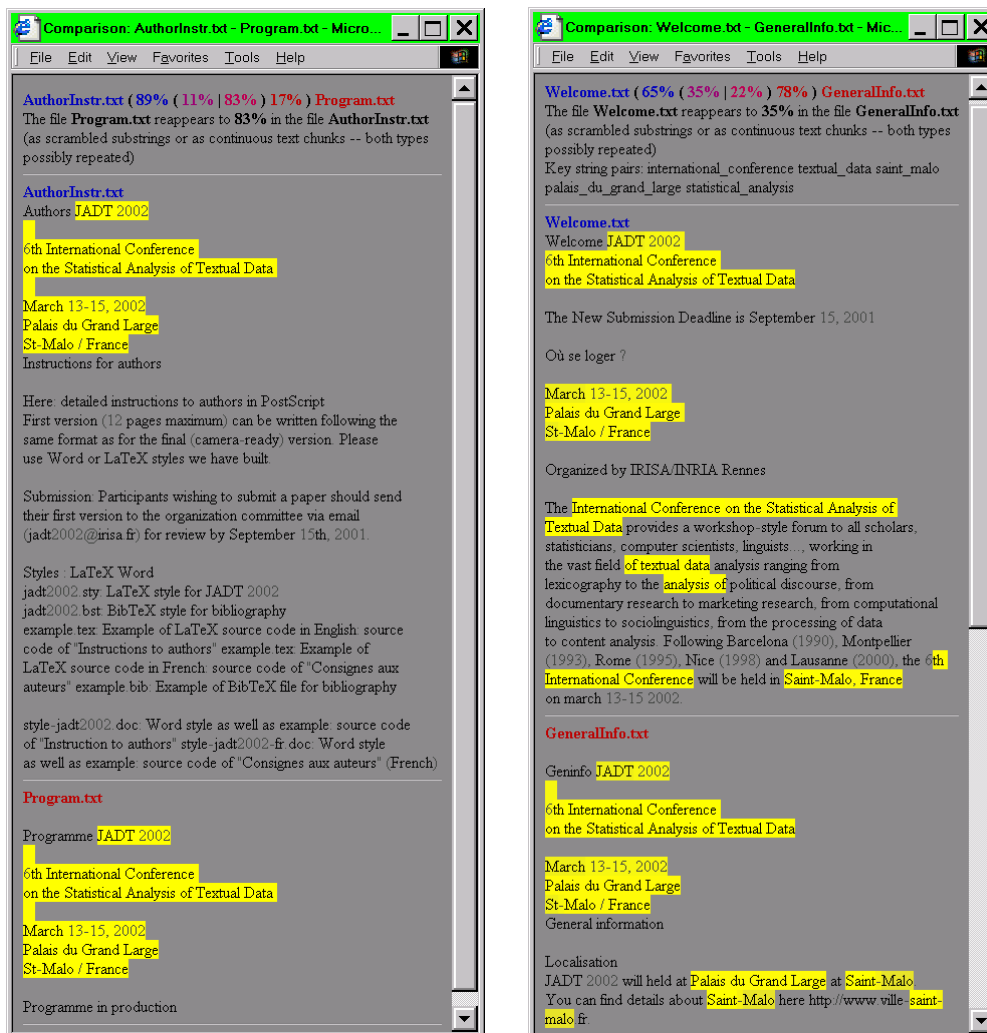 Comparison: AuthorInstr.txt - Program.txt - Micro...
File Edit View Favorites Tools Help
AuthorInstr.txt ( 89% ( 11% | 83% ) 17% ) Program.txt
The file Program.txt reappears to 83% in the file AuthorInstr.txt
(as scrambled substrings or as continuous text chunks -- both types
possibly repeated)
AuthorInstr.txt
Authors JADT 2002
6th International Conference
on the Statistical Analysis of Textual Data
March 13-15, 2002
Palais du Grand Large
St-Malo / France
Instructions for authors
Here: detailed instructions to authors in PostScript
First version (12 pages maximum) can be written following the
same format as for the final (camera-ready) version. Please
use Word or LaTeX styles we have built.
Submission: Participants wishing to submit a paper should send
their first version to the organization committee via email
(jadt2002@irisa.fr) for review by September 15th, 2001.
Styles : LaTeX Word
jadt2002.sty: LaTeX style for JADT 2002
jadt2002.bst: BibTeX style for bibliography
example.tex: Example of LaTeX source code in English: source
code of "Instructions to authors" example.tex: Example of
LaTeX source code in French: source code of "Consignes aux
auteurs" example.bib: Example of BibTeX file for bibliography
style-jadt2002.doc: Word style as well as example: source code
of "Instruction to authors" style-jadt2002-fr.doc: Word style
as well as example: source code of "Consignes aux auteurs" (French)
Program.txt
Programme JADT 2002
6th International Conference
on the Statistical Analysis of Textual Data
March 13-15, 2002
Palais du Grand Large
St-Malo / France
Programme in production
Comparison: Welcome.txt - GeneralInfo.txt - Mic...
File Edit View Favorites Tools Help
Welcome.txt ( 65% ( 35% | 22% ) 78% ) GeneralInfo.txt
The file Welcome.txt reappears to 35% in the file GeneralInfo.txt
(as scrambled substrings or as continuous text chunks -- both types
possibly repeated)
Key string pairs: international_conference textual_data saint_malo
palais_du_grand_large statistical_analysis
Welcome.txt
Welcome JADT 2002
6th International Conference
on the Statistical Analysis of Textual Data
The New Submission Deadline is September 15, 2001
Où se loger ?
March 13-15, 2002
Palais du Grand Large
St-Malo / France
Organized by IRISA/INRIA Rennes
The International Conference on the Statistical Analysis of
Textual Data provides a workshop-style forum to all scholars,
statisticians, computer scientists, linguists..., working in
the vast field of textual data analysis ranging from
lexicography to the analysis of political discourse, from
documentary research to marketing research, from computational
linguistics to sociolinguistics, from the processing of data
to content analysis. Following Barcelona (1990), Montpellier
(1993), Rome (1995), Nice (1998) and Lausanne (2000), the 6th
International Conference will be held in Saint-Malo, France
on march 13-15 2002.
GeneralInfo.txt
Geninfo JADT 2002
6th International Conference
on the Statistical Analysis of Textual Data
March 13-15, 2002
Palais du Grand Large
St-Malo / France
General information
Localisation
JADT 2002 will held at Palais du Grand Large at Saint-Malo.
You can find details about Saint-Malo here http://www.ville-saint-
malo.fr.